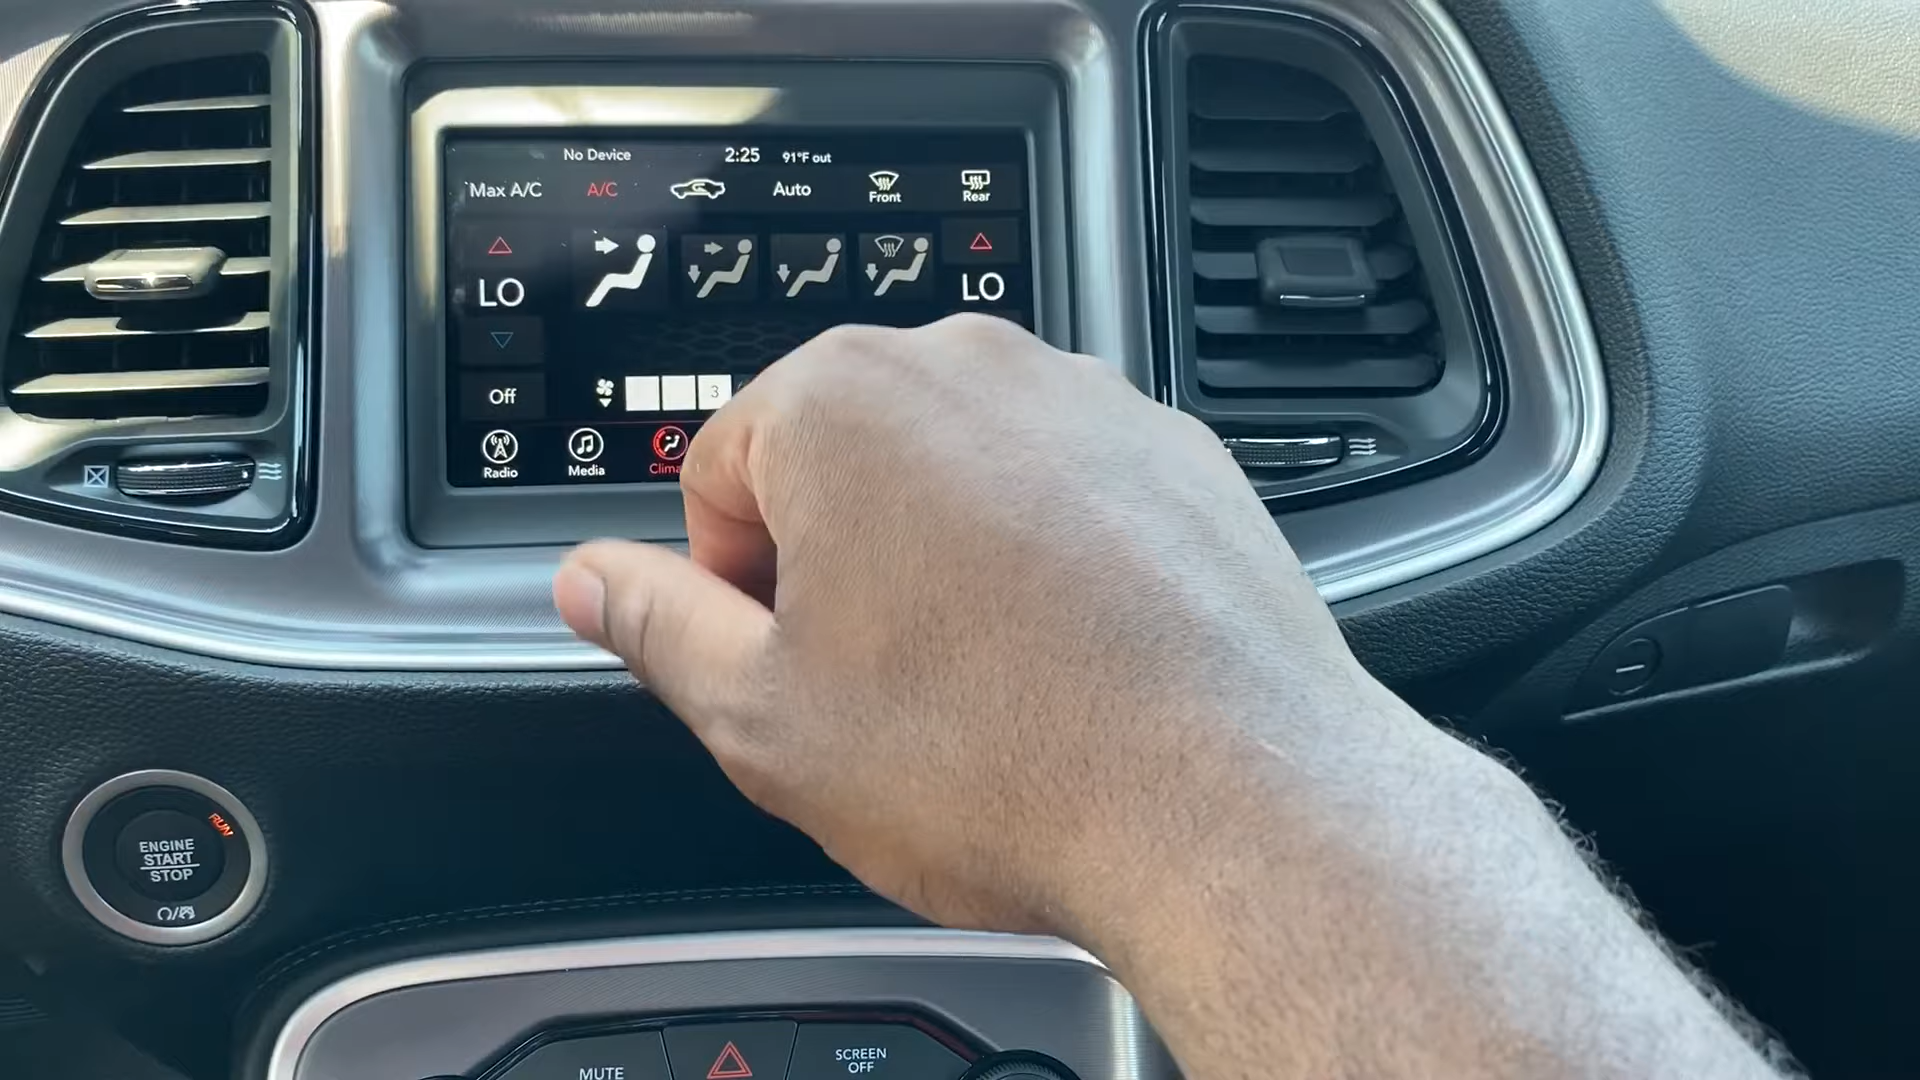 No Device 2:25 91°F out
Max A/C A/C Auto Front Rear
LO LO
Off 3
Radio Media Clima
RUN
ENGINE
START
STOP
MUTE
SCREEN
OFF